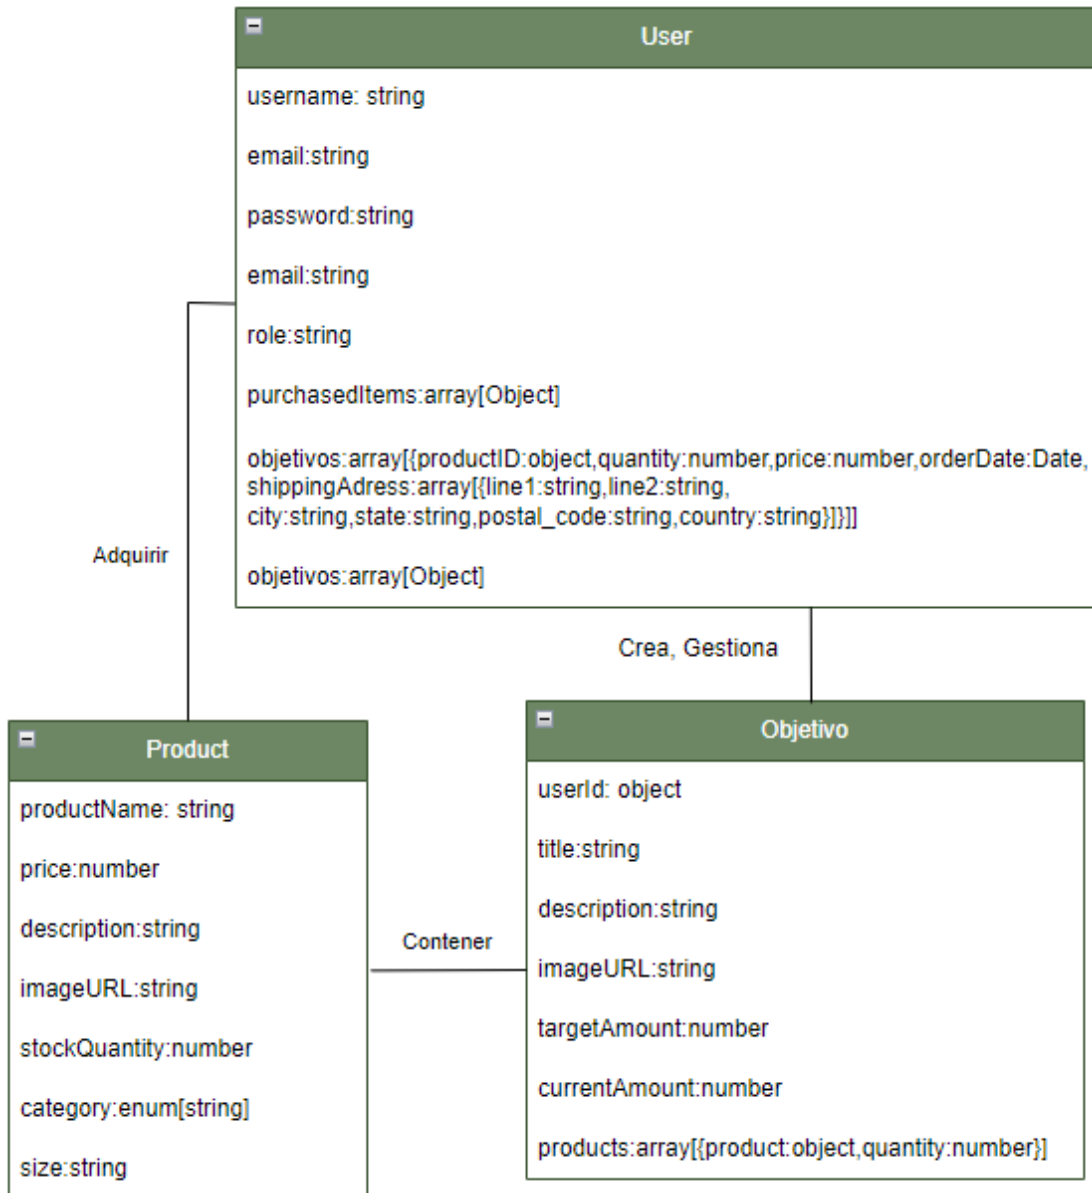 User
username: string
email:string
password:string
email:string
role:string
purchasedItems:array[Object]
objetivos:array[{productID:object,quantity:number,price:number,orderDate:Date,
shippingAdress:array[{line1:string,line2:string,
city:string,state:string,postal_code:string,country:string}]}]]
objetivos:array[Object]
Adquirir
Crea, Gestiona
Product
productName: string
price:number
description:string
imageURL:string
stockQuantity:number
category:enum[string]
size:string
Contener
Objetivo
userId: object
title:string
description:string
imageURL:string
targetAmount:number
currentAmount:number
products:array[{product:object,quantity:number}]